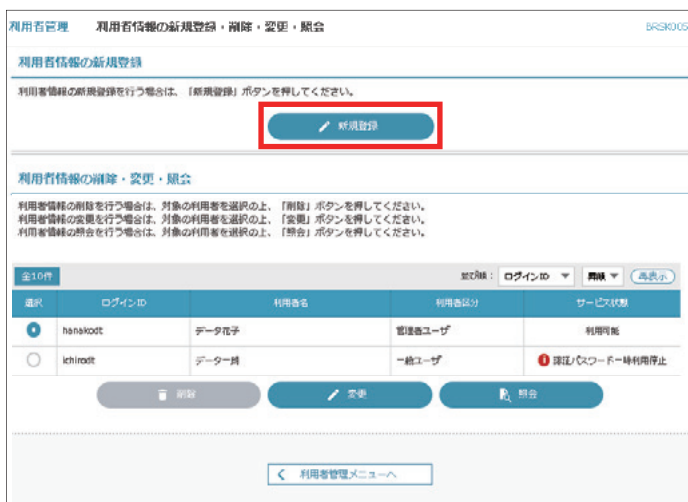 利用者管理 利用者情報の新規登録・削除・変更・照会 BRSK005
利用者情報の新規登録
利用者情報の新規登録を行う場合は、「新規登録」ボタンを押してください。
新規登録
利用者情報の削除・変更・照会
利用者情報の削除を行う場合は、対象の利用者を選択の上、「削除」ボタンを押してください。
利用者情報の変更を行う場合は、対象の利用者を選択の上、「変更」ボタンを押してください。
利用者情報の照会を行う場合は、対象の利用者を選択の上、「照会」ボタンを押してください。
全10件 並び順： ログインID 昇順 再表示
選択 ログインID 利用者名 利用者区分 サービス状態
hanakodt データ花子 管理者ユーザ 利用可能
ichirodt データ一郎 一般ユーザ 確認パスワード一時利用停止
削除 変更 照会
利用者管理メニューへ